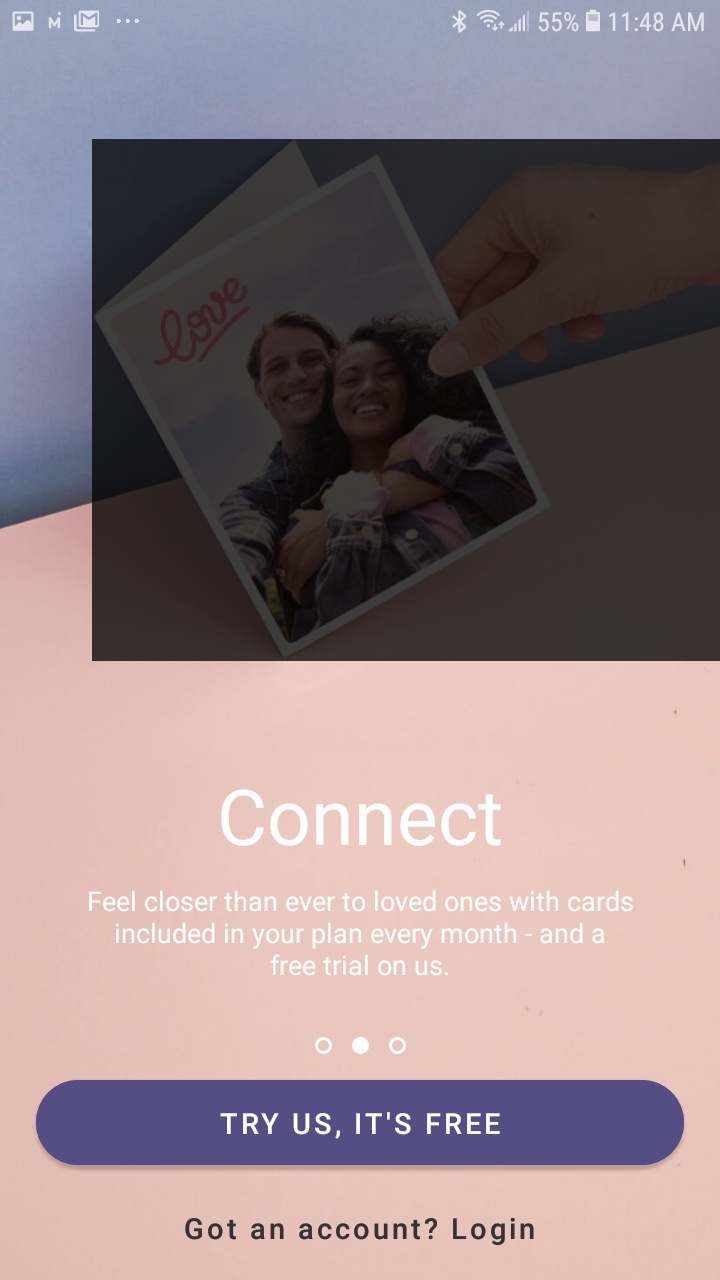 55% 11:48 AM
love
Connect
Feel closer than ever to loved ones with cards
included in your plan every month - and a
free trial on us.
TRY US, IT'S FREE
Got an account? Login